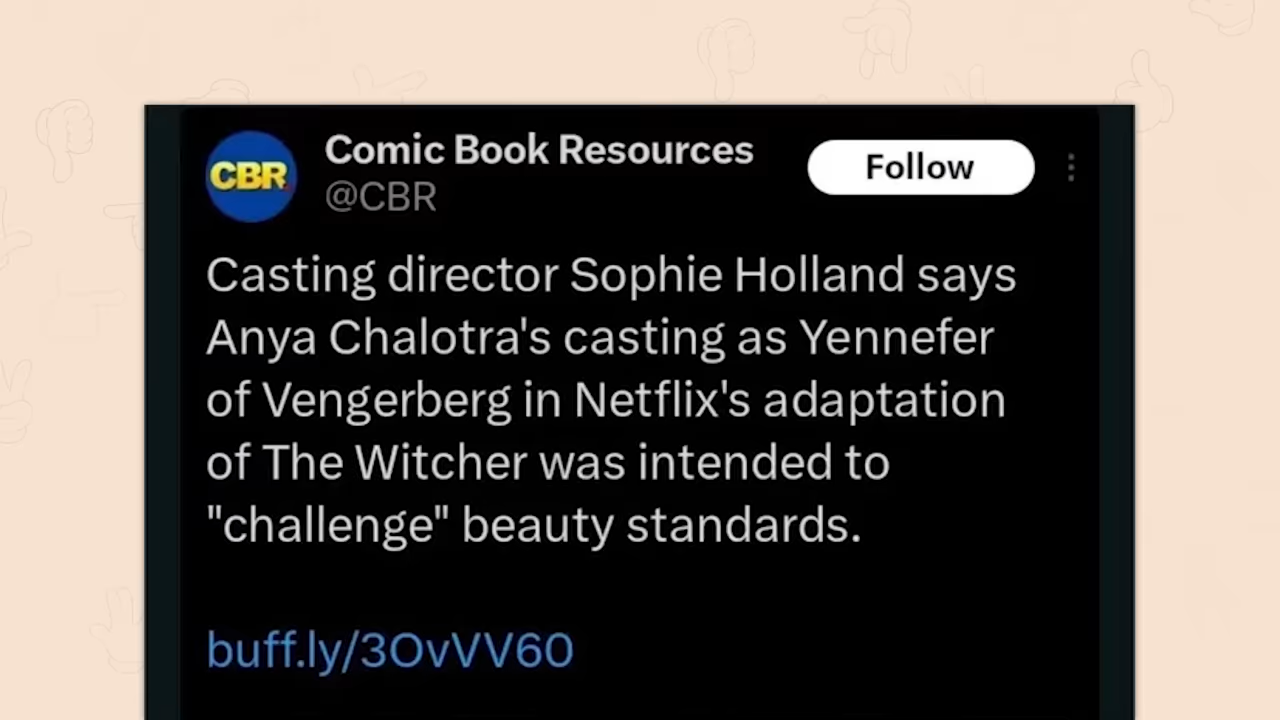 CBR
Comic Book Resources
@CBR
Follow
Casting director Sophie Holland says
Anya Chalotra's casting as Yennefer
of Vengerberg in Netflix's adaptation
of The Witcher was intended to
"challenge" beauty standards.
buff.ly/3OvVV60